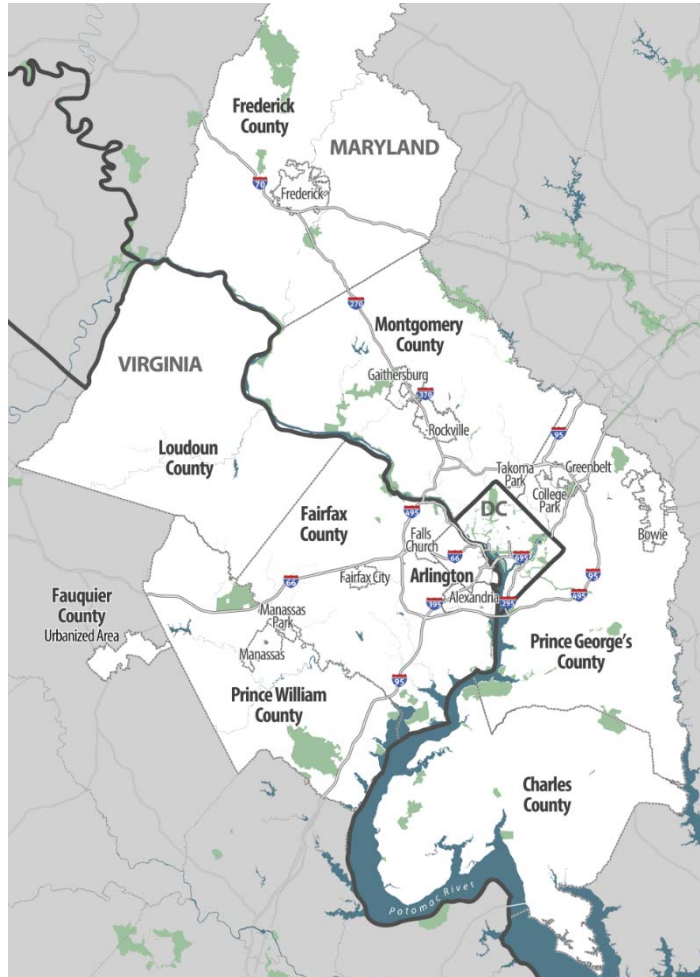 Frederick
County
MARYLAND
70
Frederick
270
Montgomery
County
VIRGINIA
Gaithersburg
370
Rockville
95
Loudoun
County
Takoma
Park
Greenbelt
College
Park
DC
495
Fairfax
County
Falls
Church
66
695
Bowie
Arlington
66
Fairfax City
95
495
Fauquier
County
Urbanized Area
395
Alexandria
295
Manassas
Park
Manassas
Prince George's
County
95
Prince William
County
Charles
County
Potomac River